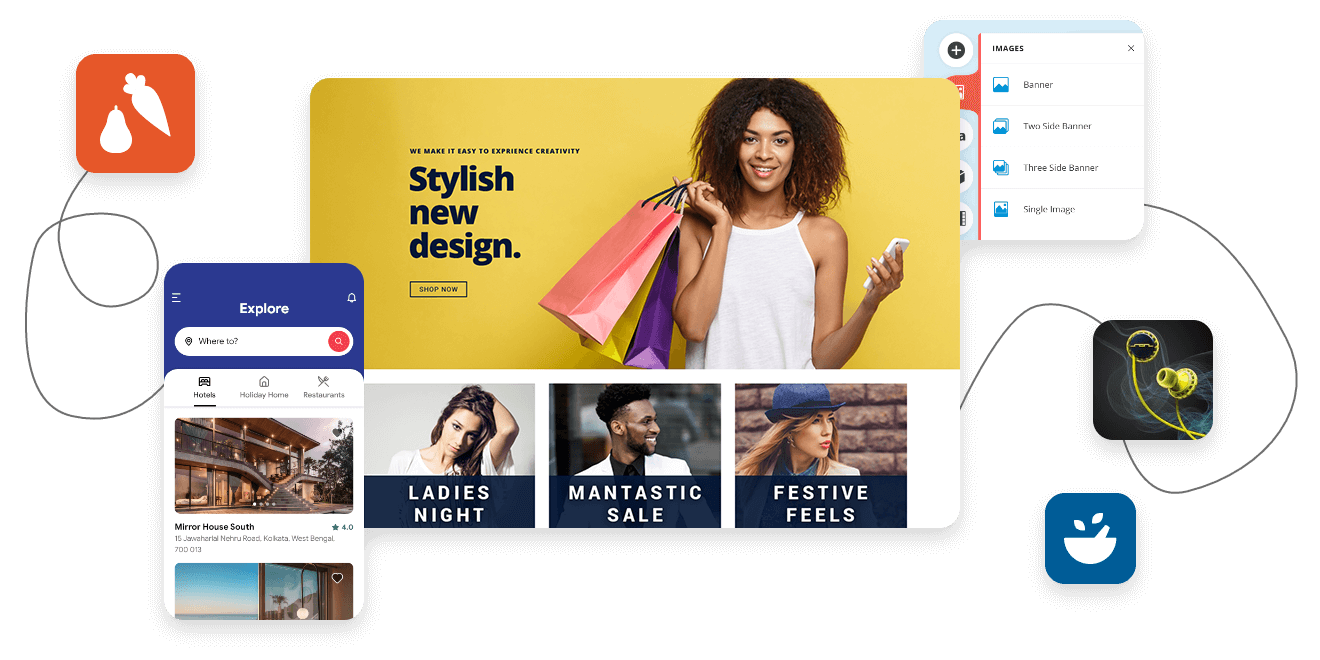 IMAGES
Banner
Two Side Banner
Three Side Banner
Single Image
WE MAKE IT EASY TO EXPRIENCE CREATIVITY
Stylish
new
design.
SHOP NOW
Explore
Where to?
Hotels
Holiday Home
Restaurants
Mirror House South
4.0
15 Jawaharlal Nehru Road, Kolkata, West Bengal,
700 013
LADIES
NIGHT
MANTASTIC
SALE
FESTIVE
FEELS